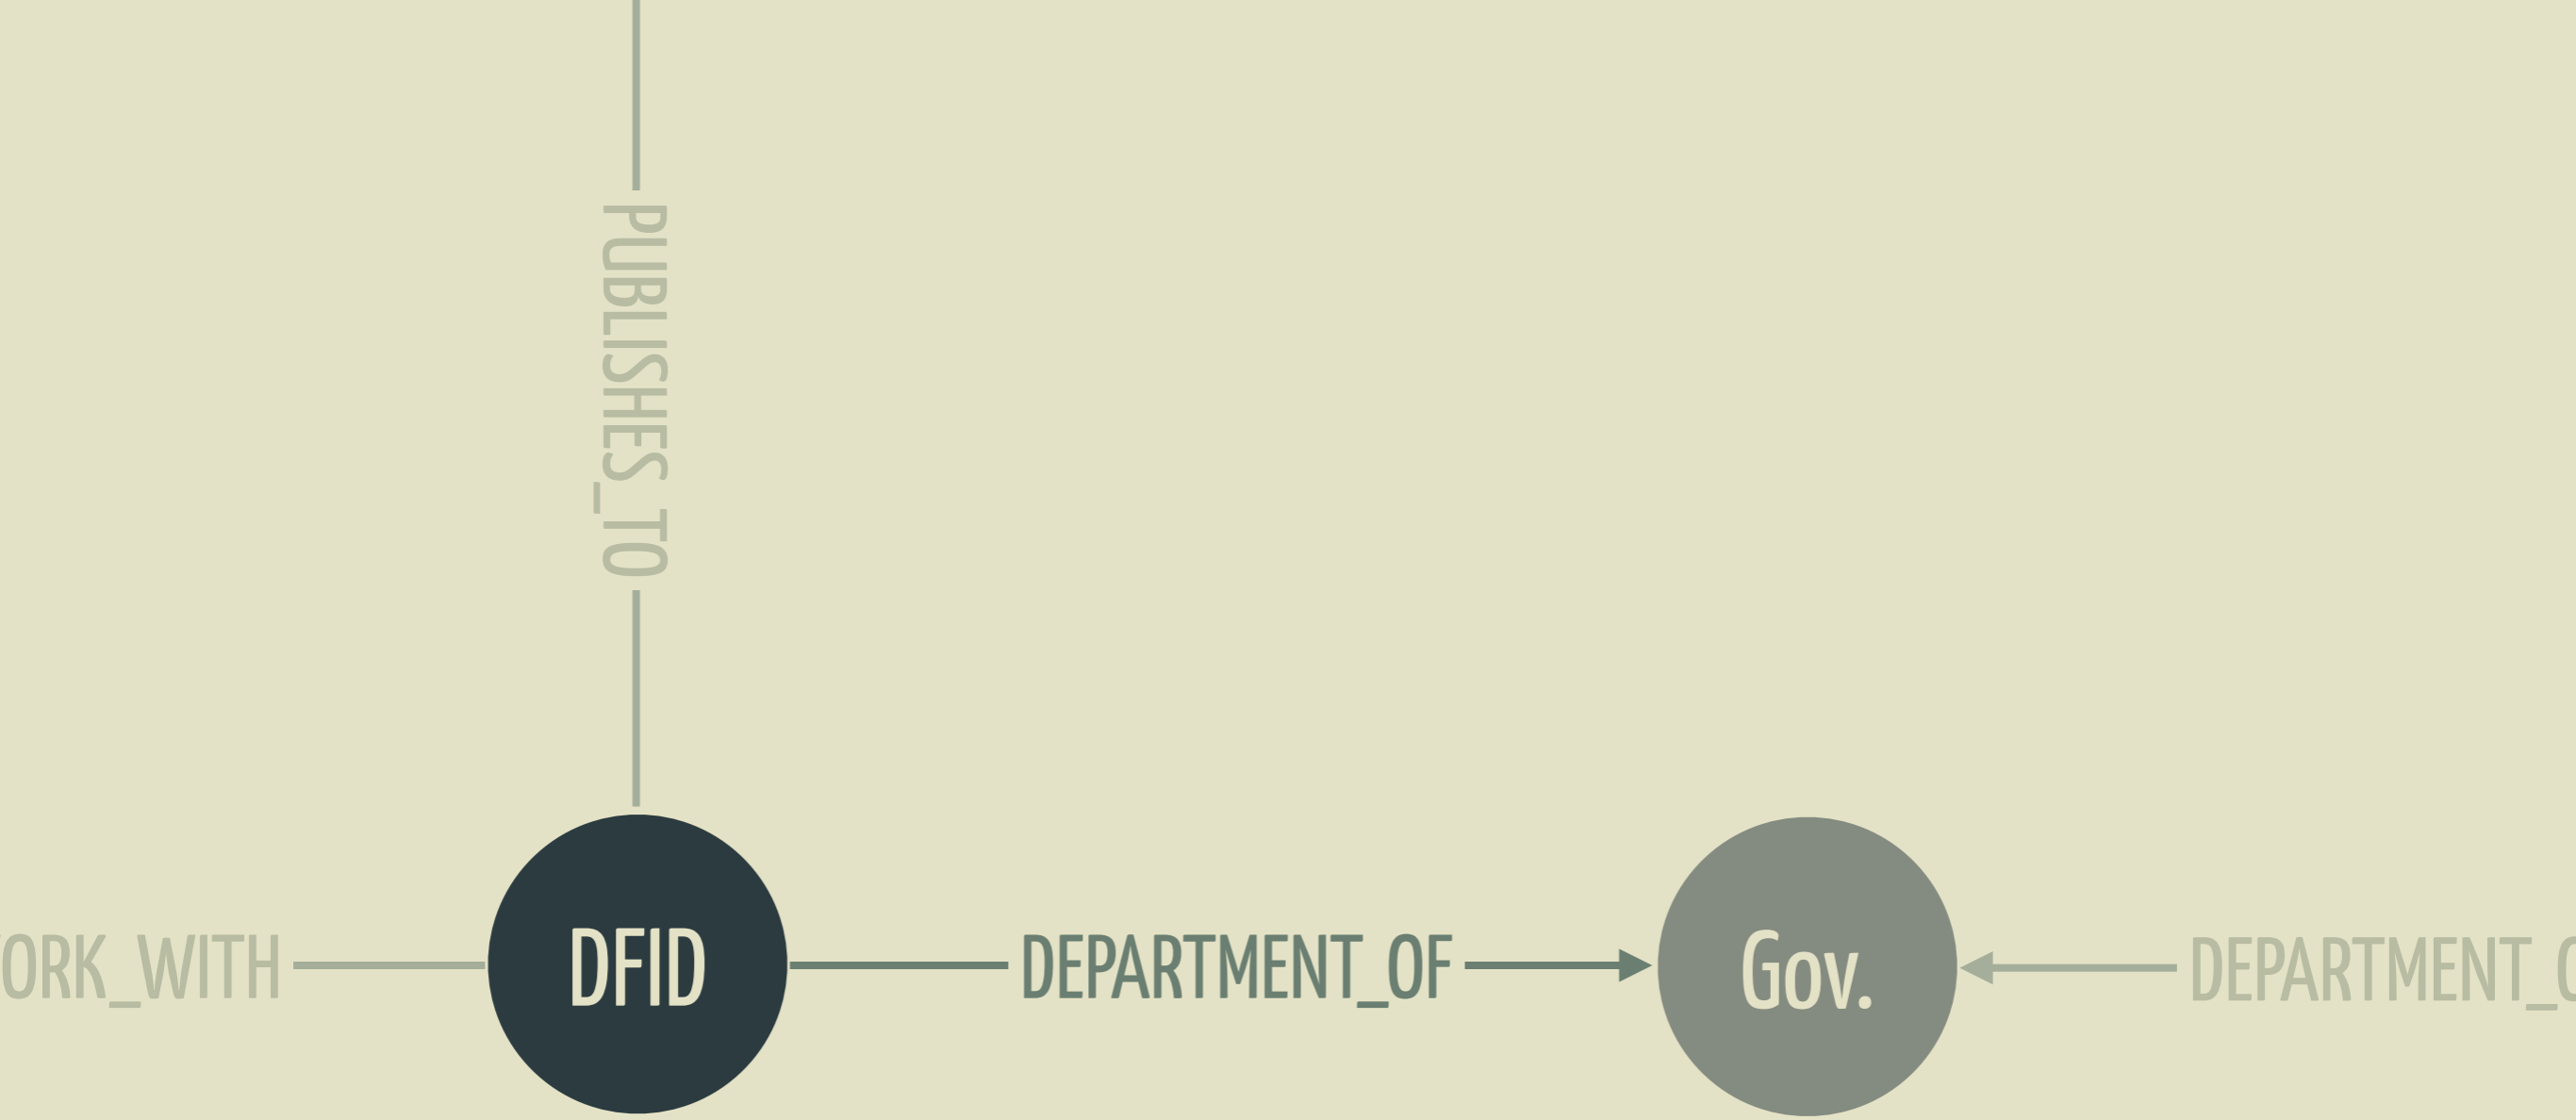 PUBLISHES_TO
ORK_WITH
DFID
DEPARTMENT_OF
Gov.
DEPARTMENT_O